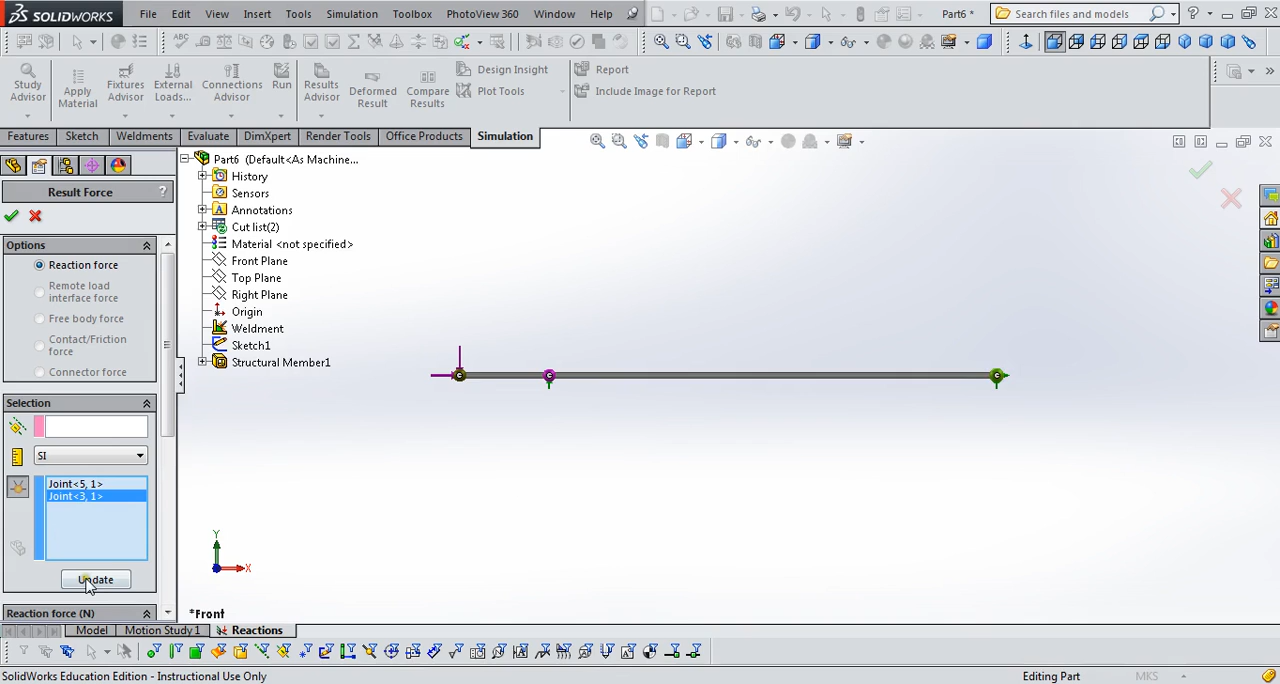 SOLIDWORKS File Edit View Insert Tools Simulation Toolbox PhotoView 360 Window Help Part6 * Search files and models
Study Advisor
Apply Material
Fixtures Advisor
External Loads...
Connections Advisor
Run
Results Advisor
Deformed Result
Compare Results
Design Insight
Plot Tools
Report
Include Image for Report
Features Sketch Weldments Evaluate DimXpert Render Tools Office Products Simulation
Result Force ?
Options
Reaction force
Remote load
interface force
Free body force
Contact/Friction
force
Connector force
Selection
SI
Joint<5, 1>
Joint<3, 1>
Update
Reaction force (N)
Part6 (Default<As Machine...
History
Sensors
Annotations
Cut list(2)
Material <not specified>
Front Plane
Top Plane
Right Plane
Origin
Weldment
Sketch1
Structural Member1
Y
X
*Front
Model Motion Study 1 Reactions
SolidWorks Education Edition - Instructional Use Only Editing Part MKS